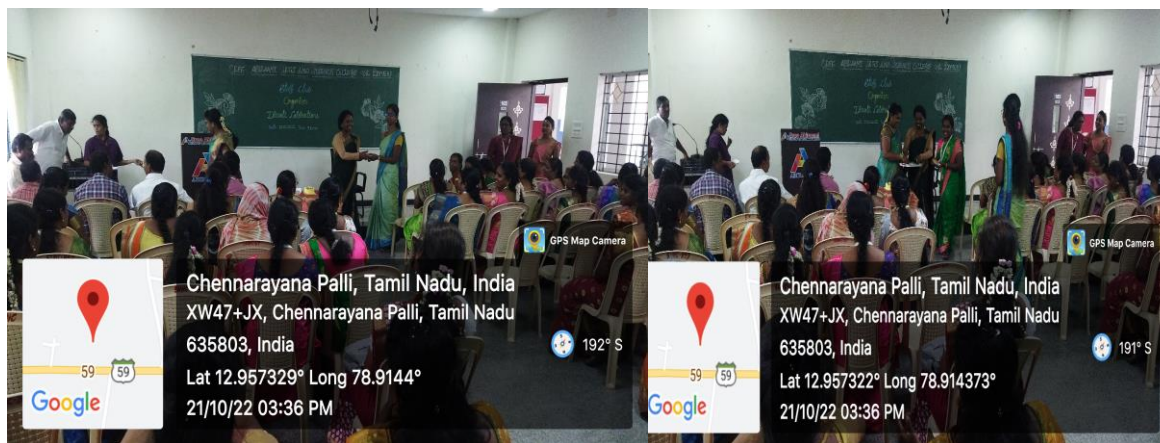 GPS Map Camera
Chennarayana Palli, Tamil Nadu, India
XW47+JX, Chennarayana Palli, Tamil Nadu
635803, India
Lat 12.957329° Long 78.9144°
21/10/22 03:36 PM
192° S
59
59
Google
GPS Map Camera
Chennarayana Palli, Tamil Nadu, India
XW47+JX, Chennarayana Palli, Tamil Nadu
635803, India
Lat 12.957322° Long 78.914373°
21/10/22 03:36 PM
191° S
59
59
Google